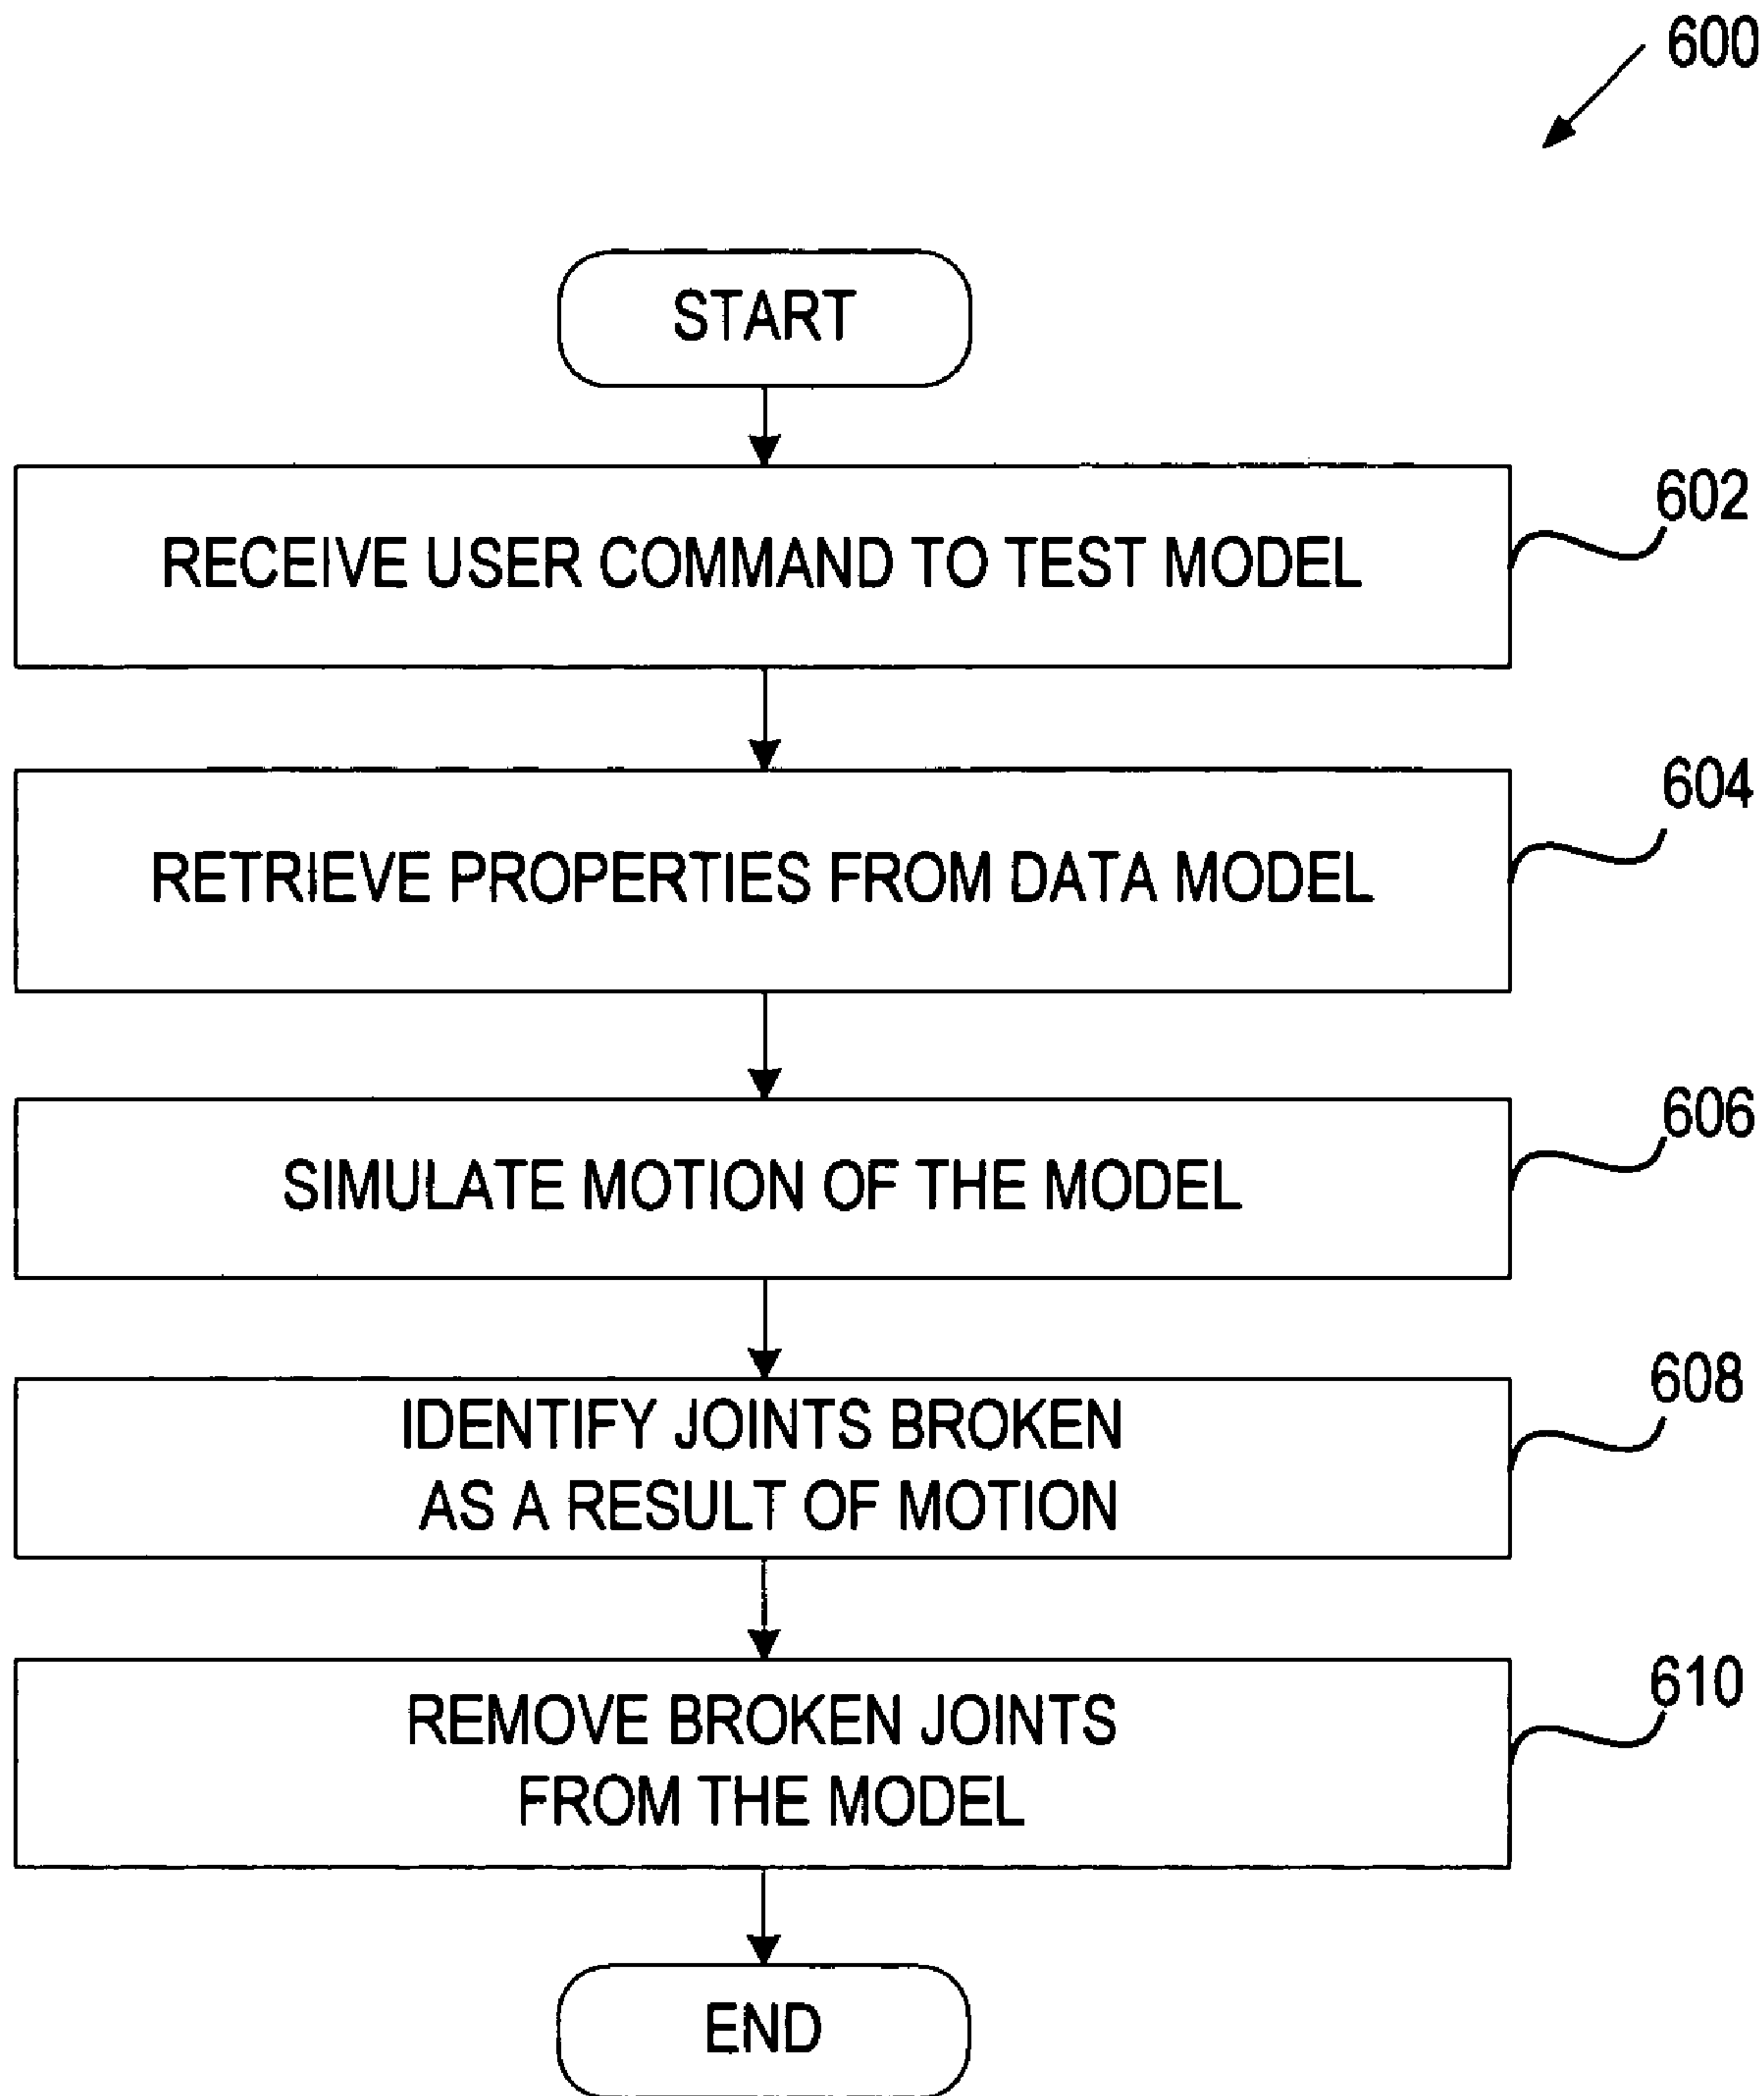 600
START
RECEIVE USER COMMAND TO TEST MODEL
602
RETRIEVE PROPERTIES FROM DATA MODEL
604
SIMULATE MOTION OF THE MODEL
606
IDENTIFY JOINTS BROKEN
AS A RESULT OF MOTION
608
REMOVE BROKEN JOINTS
FROM THE MODEL
610
END